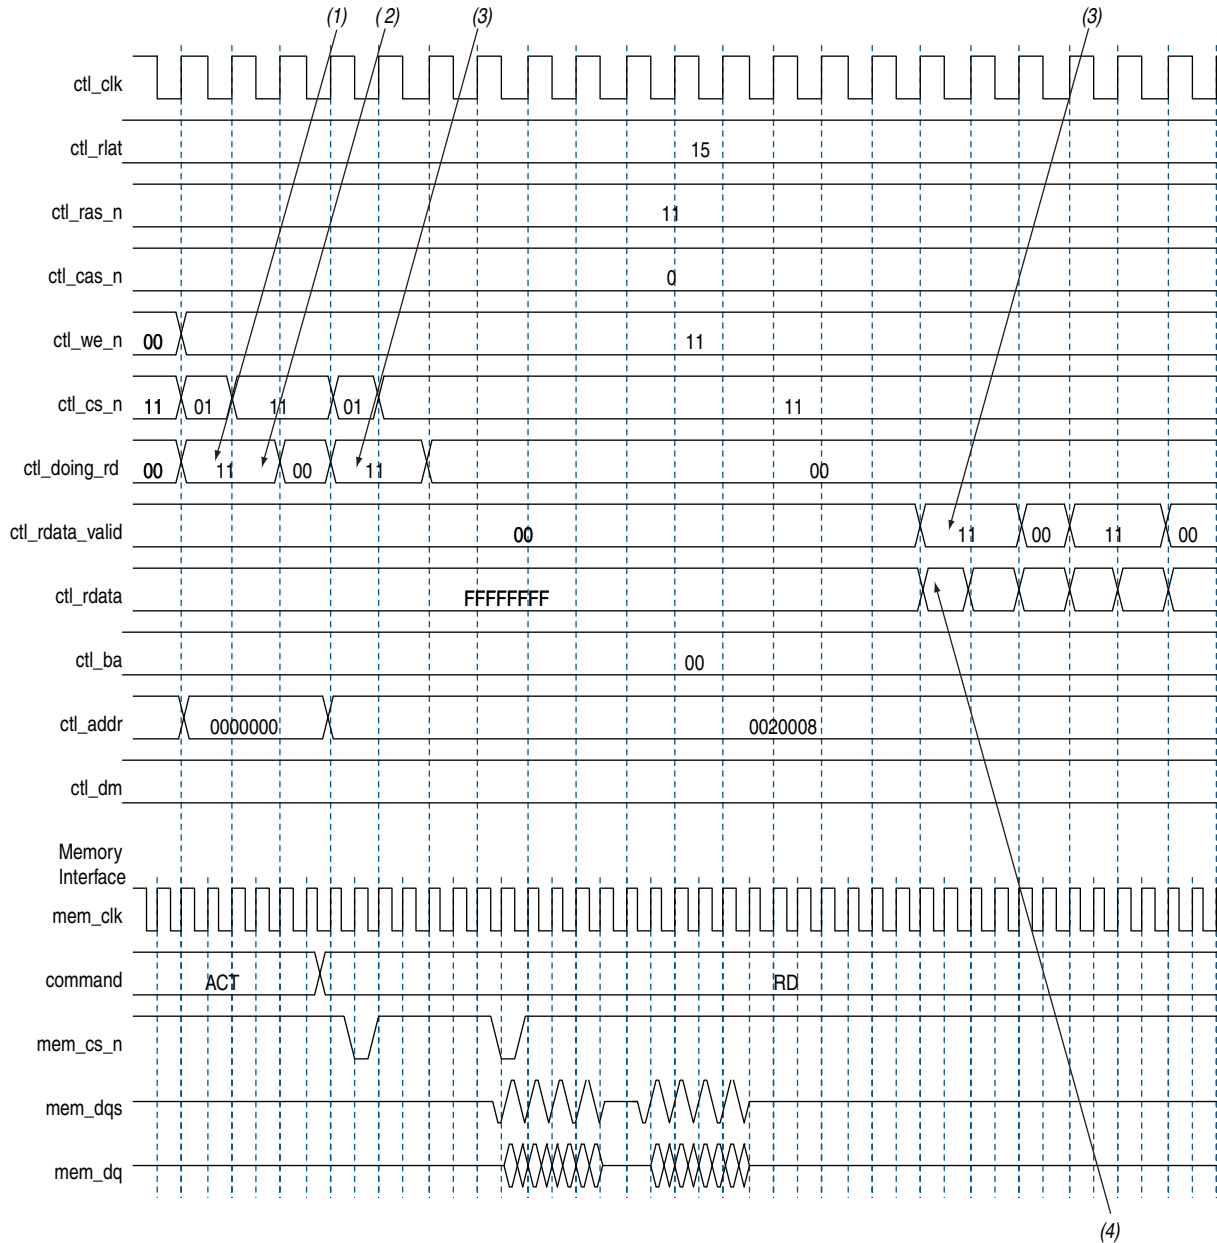 (1) ( 2) (3) (3)
ctl_clk
ctl_rlat 15
ctl_ras_n 11
ctl_cas_n 0
ctl_we_n 00 11
ctl_cs_n 11 01 11 01 11
ctl_doing_rd 00 11 00 11 00
ctl_rdata_valid 00 11 00 11 00
ctl_rdata FFFFFFFF
ctl_ba 00
ctl_addr 0000000 0020008
ctl_dm
Memory
Interface
mem_clk
command ACT RD
mem_cs_n
mem_dqs
mem_dq
(4)